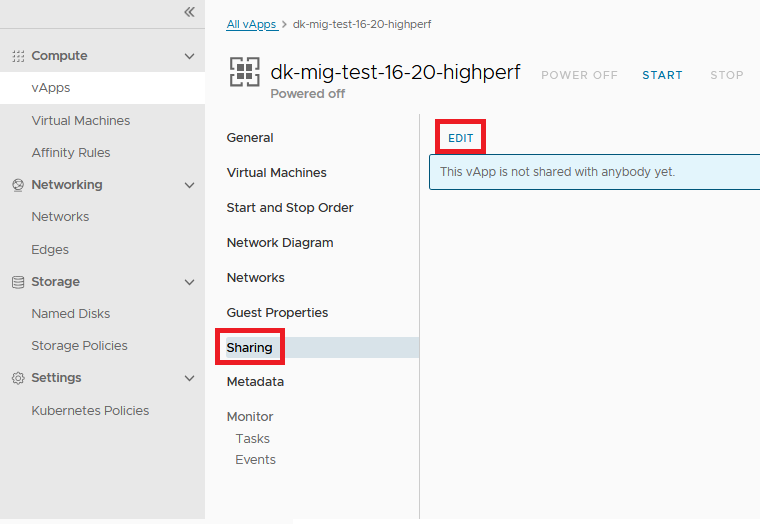 All vApps > dk-mig-test-16-20-highperf
Compute
vApps
Virtual Machines
Affinity Rules
Networking
Networks
Edges
Storage
Named Disks
Storage Policies
Settings
Kubernetes Policies
dk-mig-test-16-20-highperf
Powered off
POWER OFF START STOP
General
Virtual Machines
Start and Stop Order
Network Diagram
Networks
Guest Properties
Sharing
Metadata
Monitor
Tasks
Events
EDIT
This vApp is not shared with anybody yet.